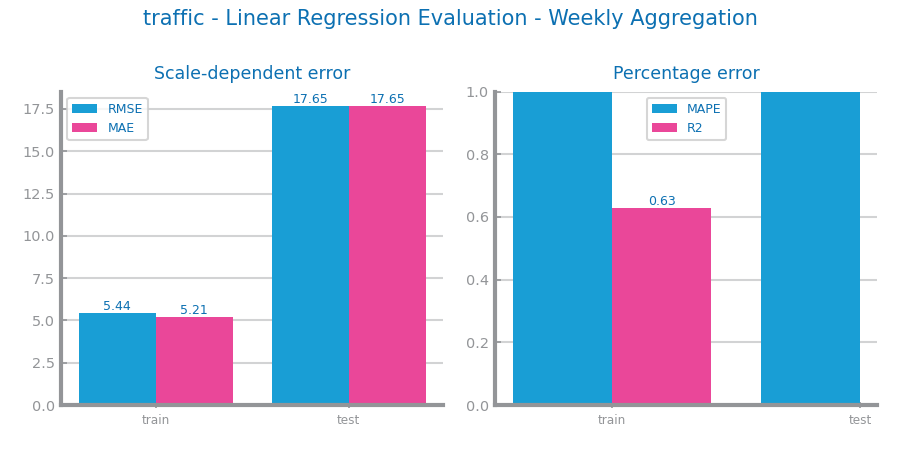 traffic - Linear Regression Evaluation - Weekly Aggregation
Scale-dependent error
17.5
15.0
12.5
10.0
7.5
5.0
2.5
0.0
RMSE
MAE
5.44
5.21
17.65
17.65
train
test
Percentage error
1.0
0.8
0.6
0.4
0.2
0.0
MAPE
R2
0.63
train
test